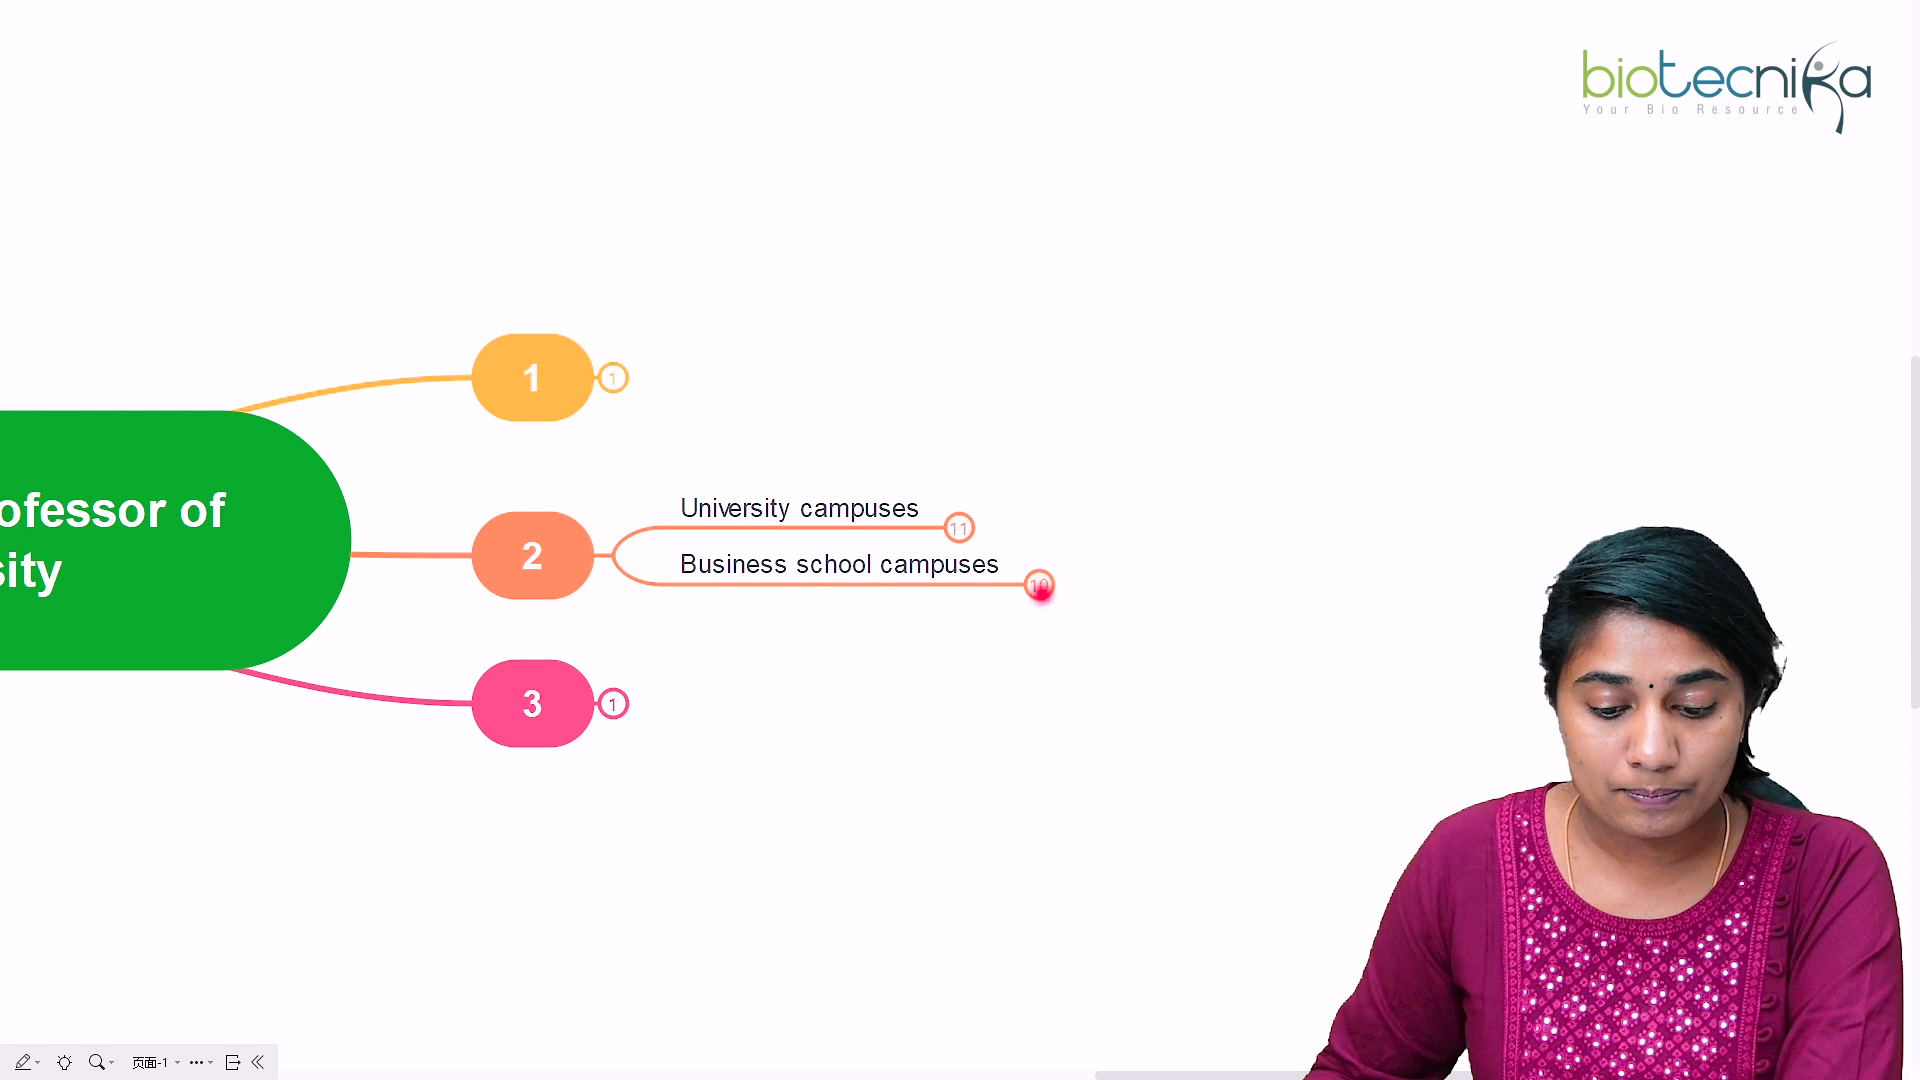 biotecnika
Your Bio Resource
1
1
ofessor of
sity
2
University campuses
11
Business school campuses
10
3
1
页面-1